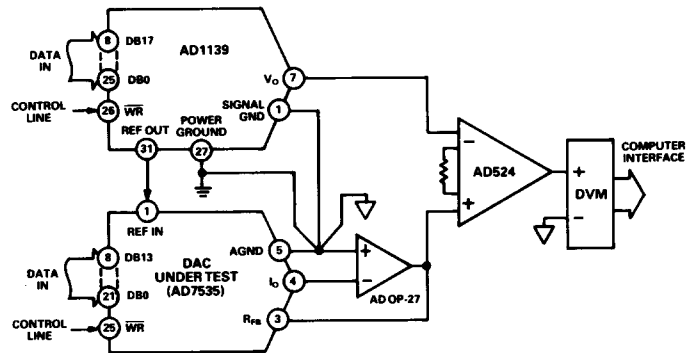 8 DB17
DATA
IN
25 DB0
CONTROL
LINE
26 WR
AD1139
VO 7
SIGNAL
GND 1
POWER
GROUND
REF OUT
31
27
1
REF IN
8 DB13
DATA
IN
21 DB0
CONTROL
LINE
25 WR
DAC
UNDER TEST
(AD7535)
AGND 5
IO 4
RFB 3
+
−
AD OP-27
−
+
AD524
+
−
DVM
COMPUTER
INTERFACE